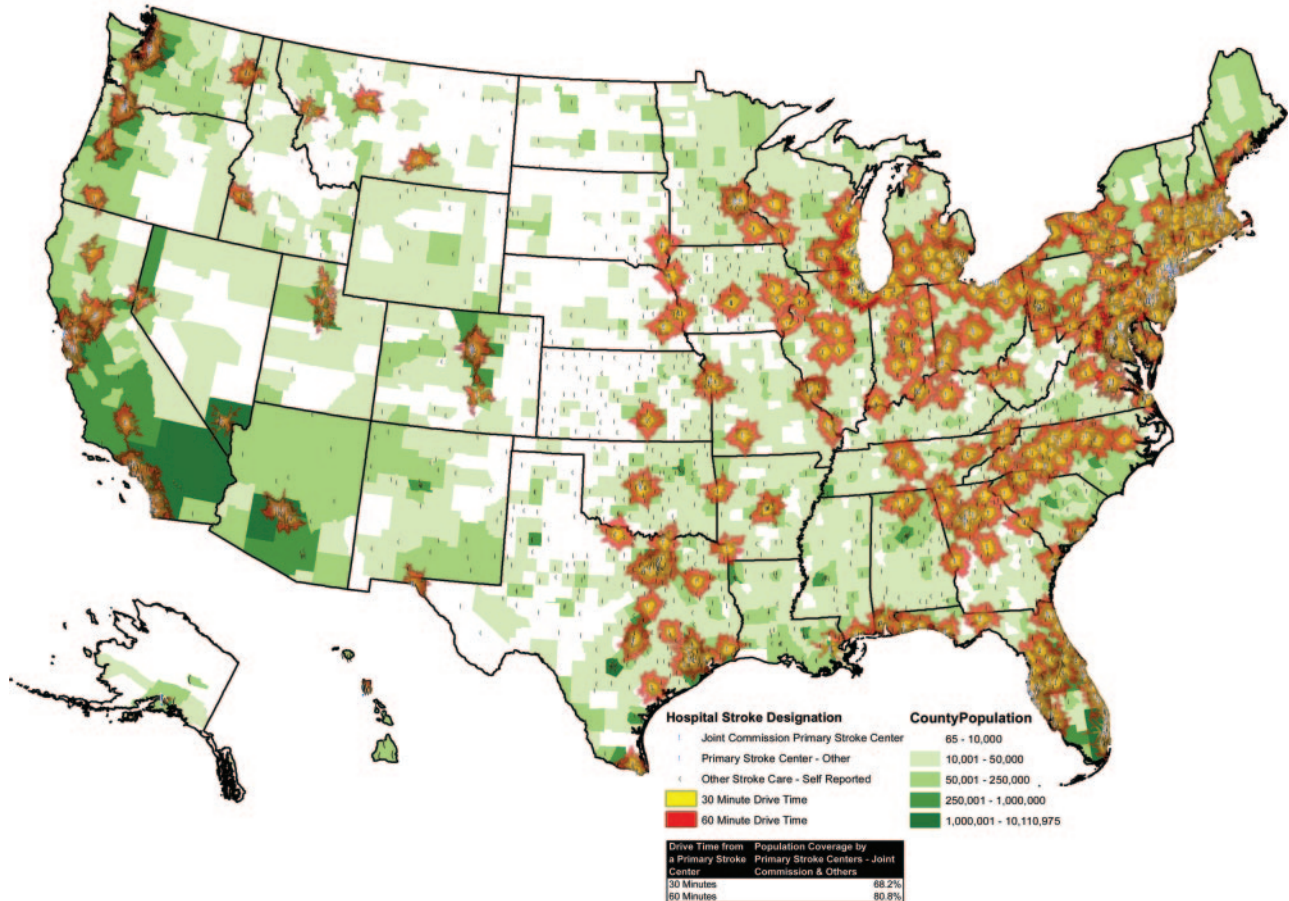 Hospital Stroke Designation
Joint Commission Primary Stroke Center
Primary Stroke Center - Other
Other Stroke Care - Self Reported
30 Minute Drive Time
60 Minute Drive Time
CountyPopulation
65 - 10,000
10,001 - 50,000
50,001 - 250,000
250,001 - 1,000,000
1,000,001 - 10,110,975
Drive Time from Population Coverage by
a Primary Stroke Primary Stroke Centers - Joint
Center Commission & Others
30 Minutes 68.2%
60 Minutes 80.8%